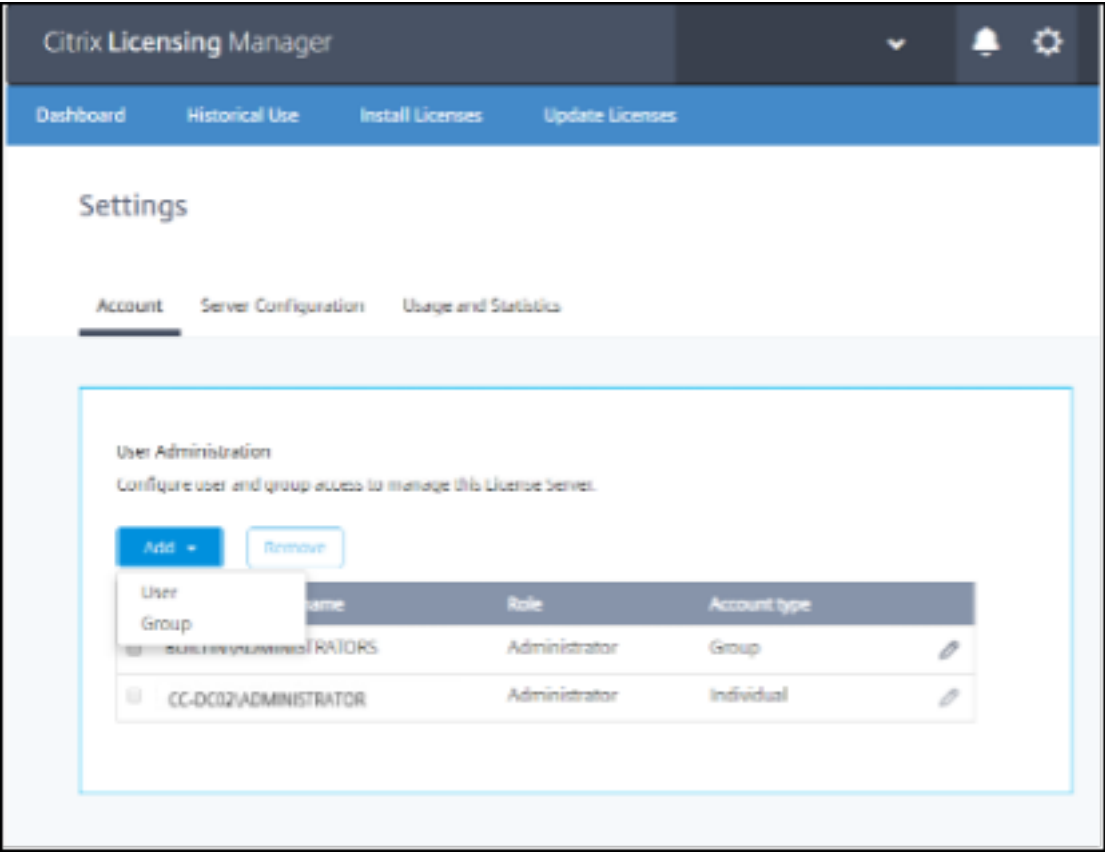 Citrix Licensing Manager
Dashboard Historical Use Install Licenses Update Licenses
Settings
Account Server Configuration Usage and Statistics
User Administration
Configure user and group access to manage this License Server.
Add Remove
User
Group
Role Account type
BUILTIN\ADMINISTRATORS Administrator Group
CC-DC02\ADMINISTRATOR Administrator Individual